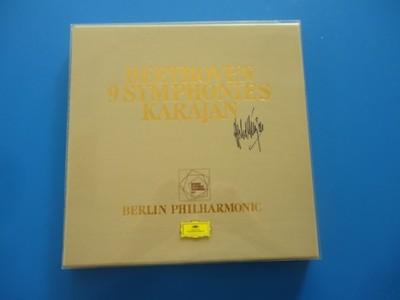 BEETHOVEN
9 SYMPHONIES
KARAJAN
BERLIN PHILHARMONIC